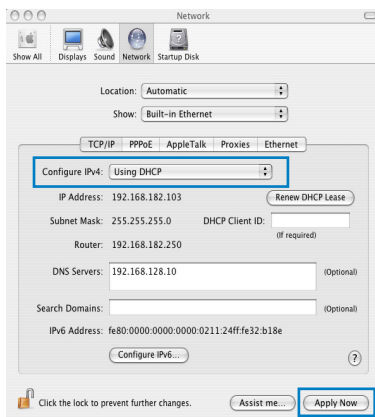 Network
Show All Displays Sound Network Startup Disk
Location: Automatic
Show: Built-in Ethernet
TCP/IP PPPoE AppleTalk Proxies Ethernet
Configure IPv4: Using DHCP
IP Address: 192.168.182.103 Renew DHCP Lease
Subnet Mask: 255.255.255.0 DHCP Client ID:
(If required)
Router: 192.168.182.250
DNS Servers: 192.168.128.10 (Optional)
Search Domains: (Optional)
IPv6 Address: fe80:0000:0000:0000:0211:24ff:fe32:b18e
Configure IPv6... ?
Click the lock to prevent further changes. Assist me... Apply Now